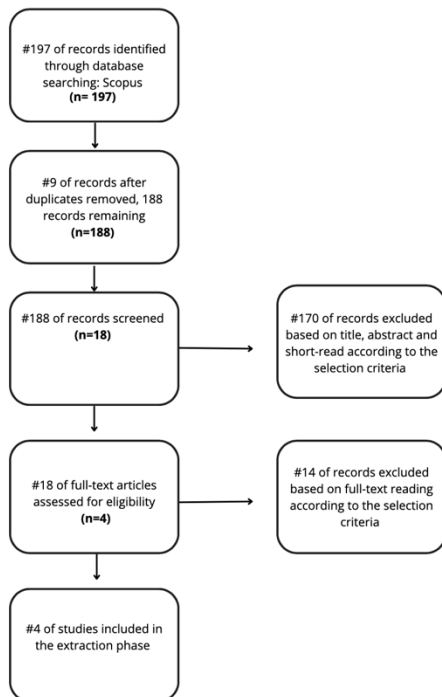 #197 of records identified
through database
searching: Scopus
(n= 197)
#9 of records after
duplicates removed, 188
records remaining
(n=188)
#188 of records screened
(n=18)
#170 of records excluded
based on title, abstract and
short-read according to the
selection criteria
#18 of full-text articles
assessed for eligibility
(n=4)
#14 of records excluded
based on full-text reading
according to the selection
criteria
#4 of studies included in
the extraction phase